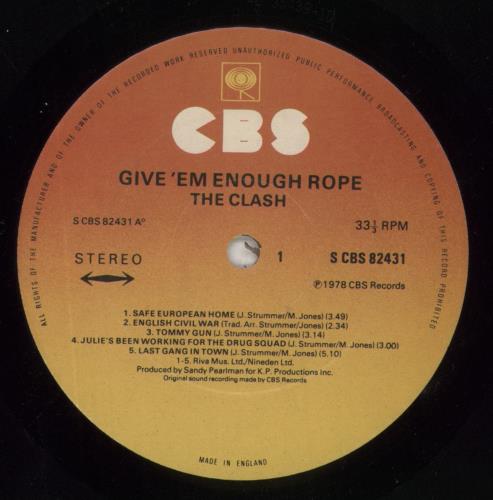 ALL RIGHTS OF THE MANUFACTURER AND OF THE OWNER OF THE RECORDED WORK RESERVED UNAUTHORIZED PUBLIC PERFORMANCE BROADCASTING AND COPYING OF THIS RECORD PROHIBITED
CBS
GIVE 'EM ENOUGH ROPE
THE CLASH
S CBS 82431 Aº
33⅓ RPM
STEREO
1
S CBS 82431
℗ 1978 CBS Records
1. SAFE EUROPEAN HOME (J. Strummer/M. Jones) (3.49)
2. ENGLISH CIVIL WAR (Trad. Arr. Strummer/Jones) (2.34)
3. TOMMY GUN (J. Strummer/M. Jones) (3.14)
4. JULIE'S BEEN WORKING FOR THE DRUG SQUAD (J. Strummer/M. Jones) (3.00)
5. LAST GANG IN TOWN (J. Strummer/M. Jones) (5.10)
1-5. Riva Mus. Ltd./Nineden Ltd.
Produced by Sandy Pearlman for K.P. Productions Inc.
Original sound recording made by CBS Records
MADE IN ENGLAND